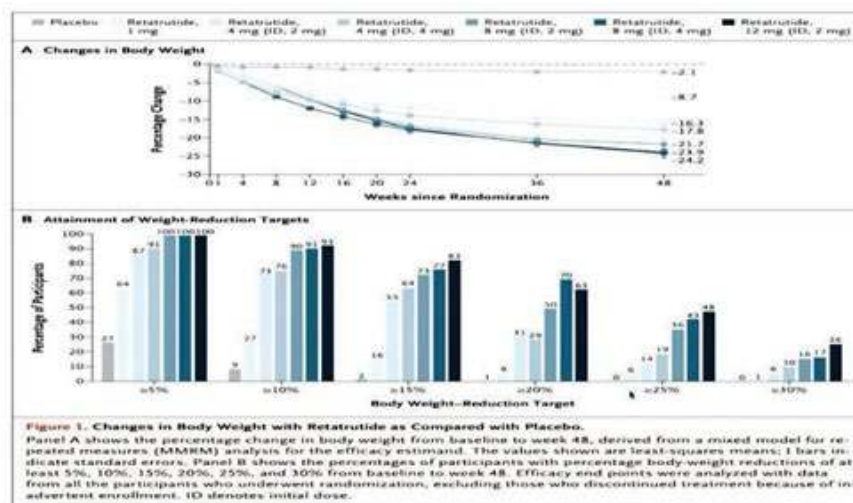 Placebo Retatrutide, 1 mg Retatrutide, 4 mg (ID, 2 mg) Retatrutide, 4 mg (ID, 4 mg) Retatrutide, 8 mg (ID, 2 mg) Retatrutide, 8 mg (ID, 4 mg) Retatrutide, 12 mg (ID, 2 mg)
A Changes in Body Weight
Percentage Change
0
-5
-10
-15
-20
-25
-30
-2.1
-8.7
-16.3
-17.8
-21.7
-23.9
-24.2
0 1 4 8 12 16 20 24 36 48
Weeks since Randomization
B Attainment of Weight-Reduction Targets
Percentage of Participants
100
90
80
70
60
50
40
30
20
10
0
27 64 87 91 100 100 100
9 27 73 76 90 91 93
2 16 55 64 73 77 83
1 6 31 29 50 70 63
0 6 14 19 36 43 48
0 1 6 10 16 17 26
≥5% ≥10% ≥15% ≥20% ≥25% ≥30%
Body Weight–Reduction Target
Figure 1. Changes in Body Weight with Retatrutide as Compared with Placebo.
Panel A shows the percentage change in body weight from baseline to week 48, derived from a mixed model for re-
peated measures (MMRM) analysis for the efficacy estimand. The values shown are least-squares means; I bars in-
dicate standard errors. Panel B shows the percentages of participants with percentage body-weight reductions of at
least 5%, 10%, 15%, 20%, 25%, and 30% from baseline to week 48. Efficacy end points were analyzed with data
from all the participants who underwent randomization, excluding those who discontinued treatment because of in-
advertent enrollment. ID denotes initial dose.